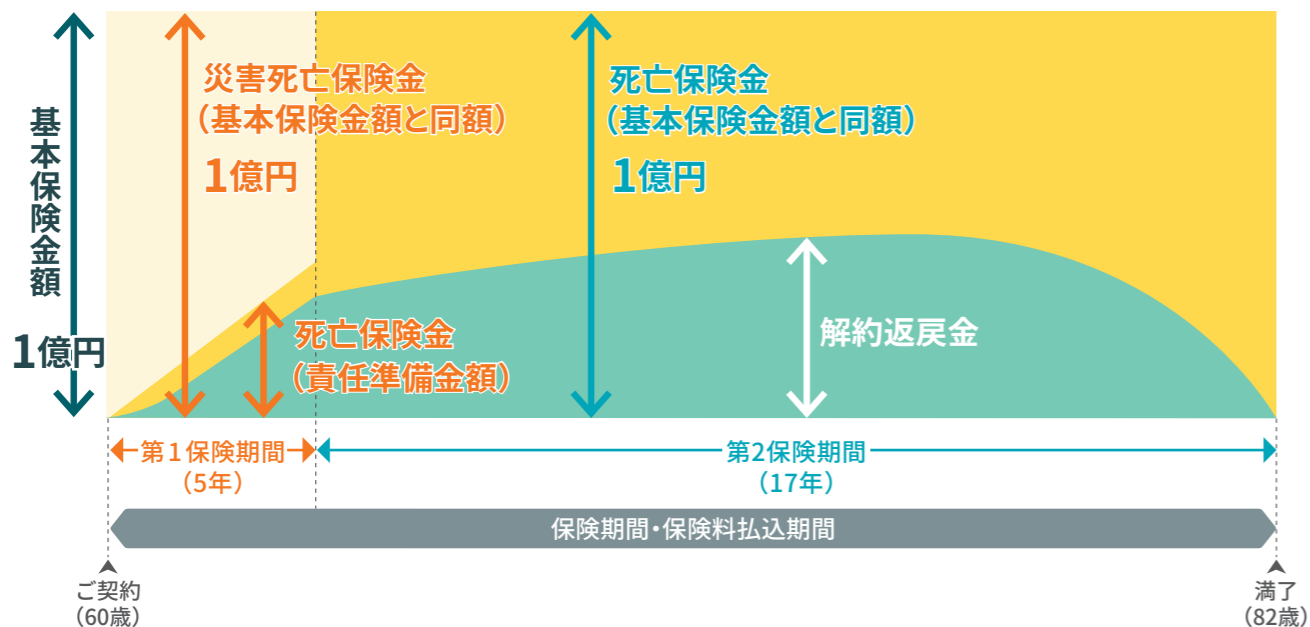 基本保険金額
1億円
災害死亡保険金
（基本保険金額と同額）
1億円
死亡保険金
（責任準備金額）
死亡保険金
（基本保険金額と同額）
1億円
解約返戻金
第1保険期間
（5年）
第2保険期間
（17年）
保険期間・保険料払込期間
ご契約
（60歳）
満了
（82歳）